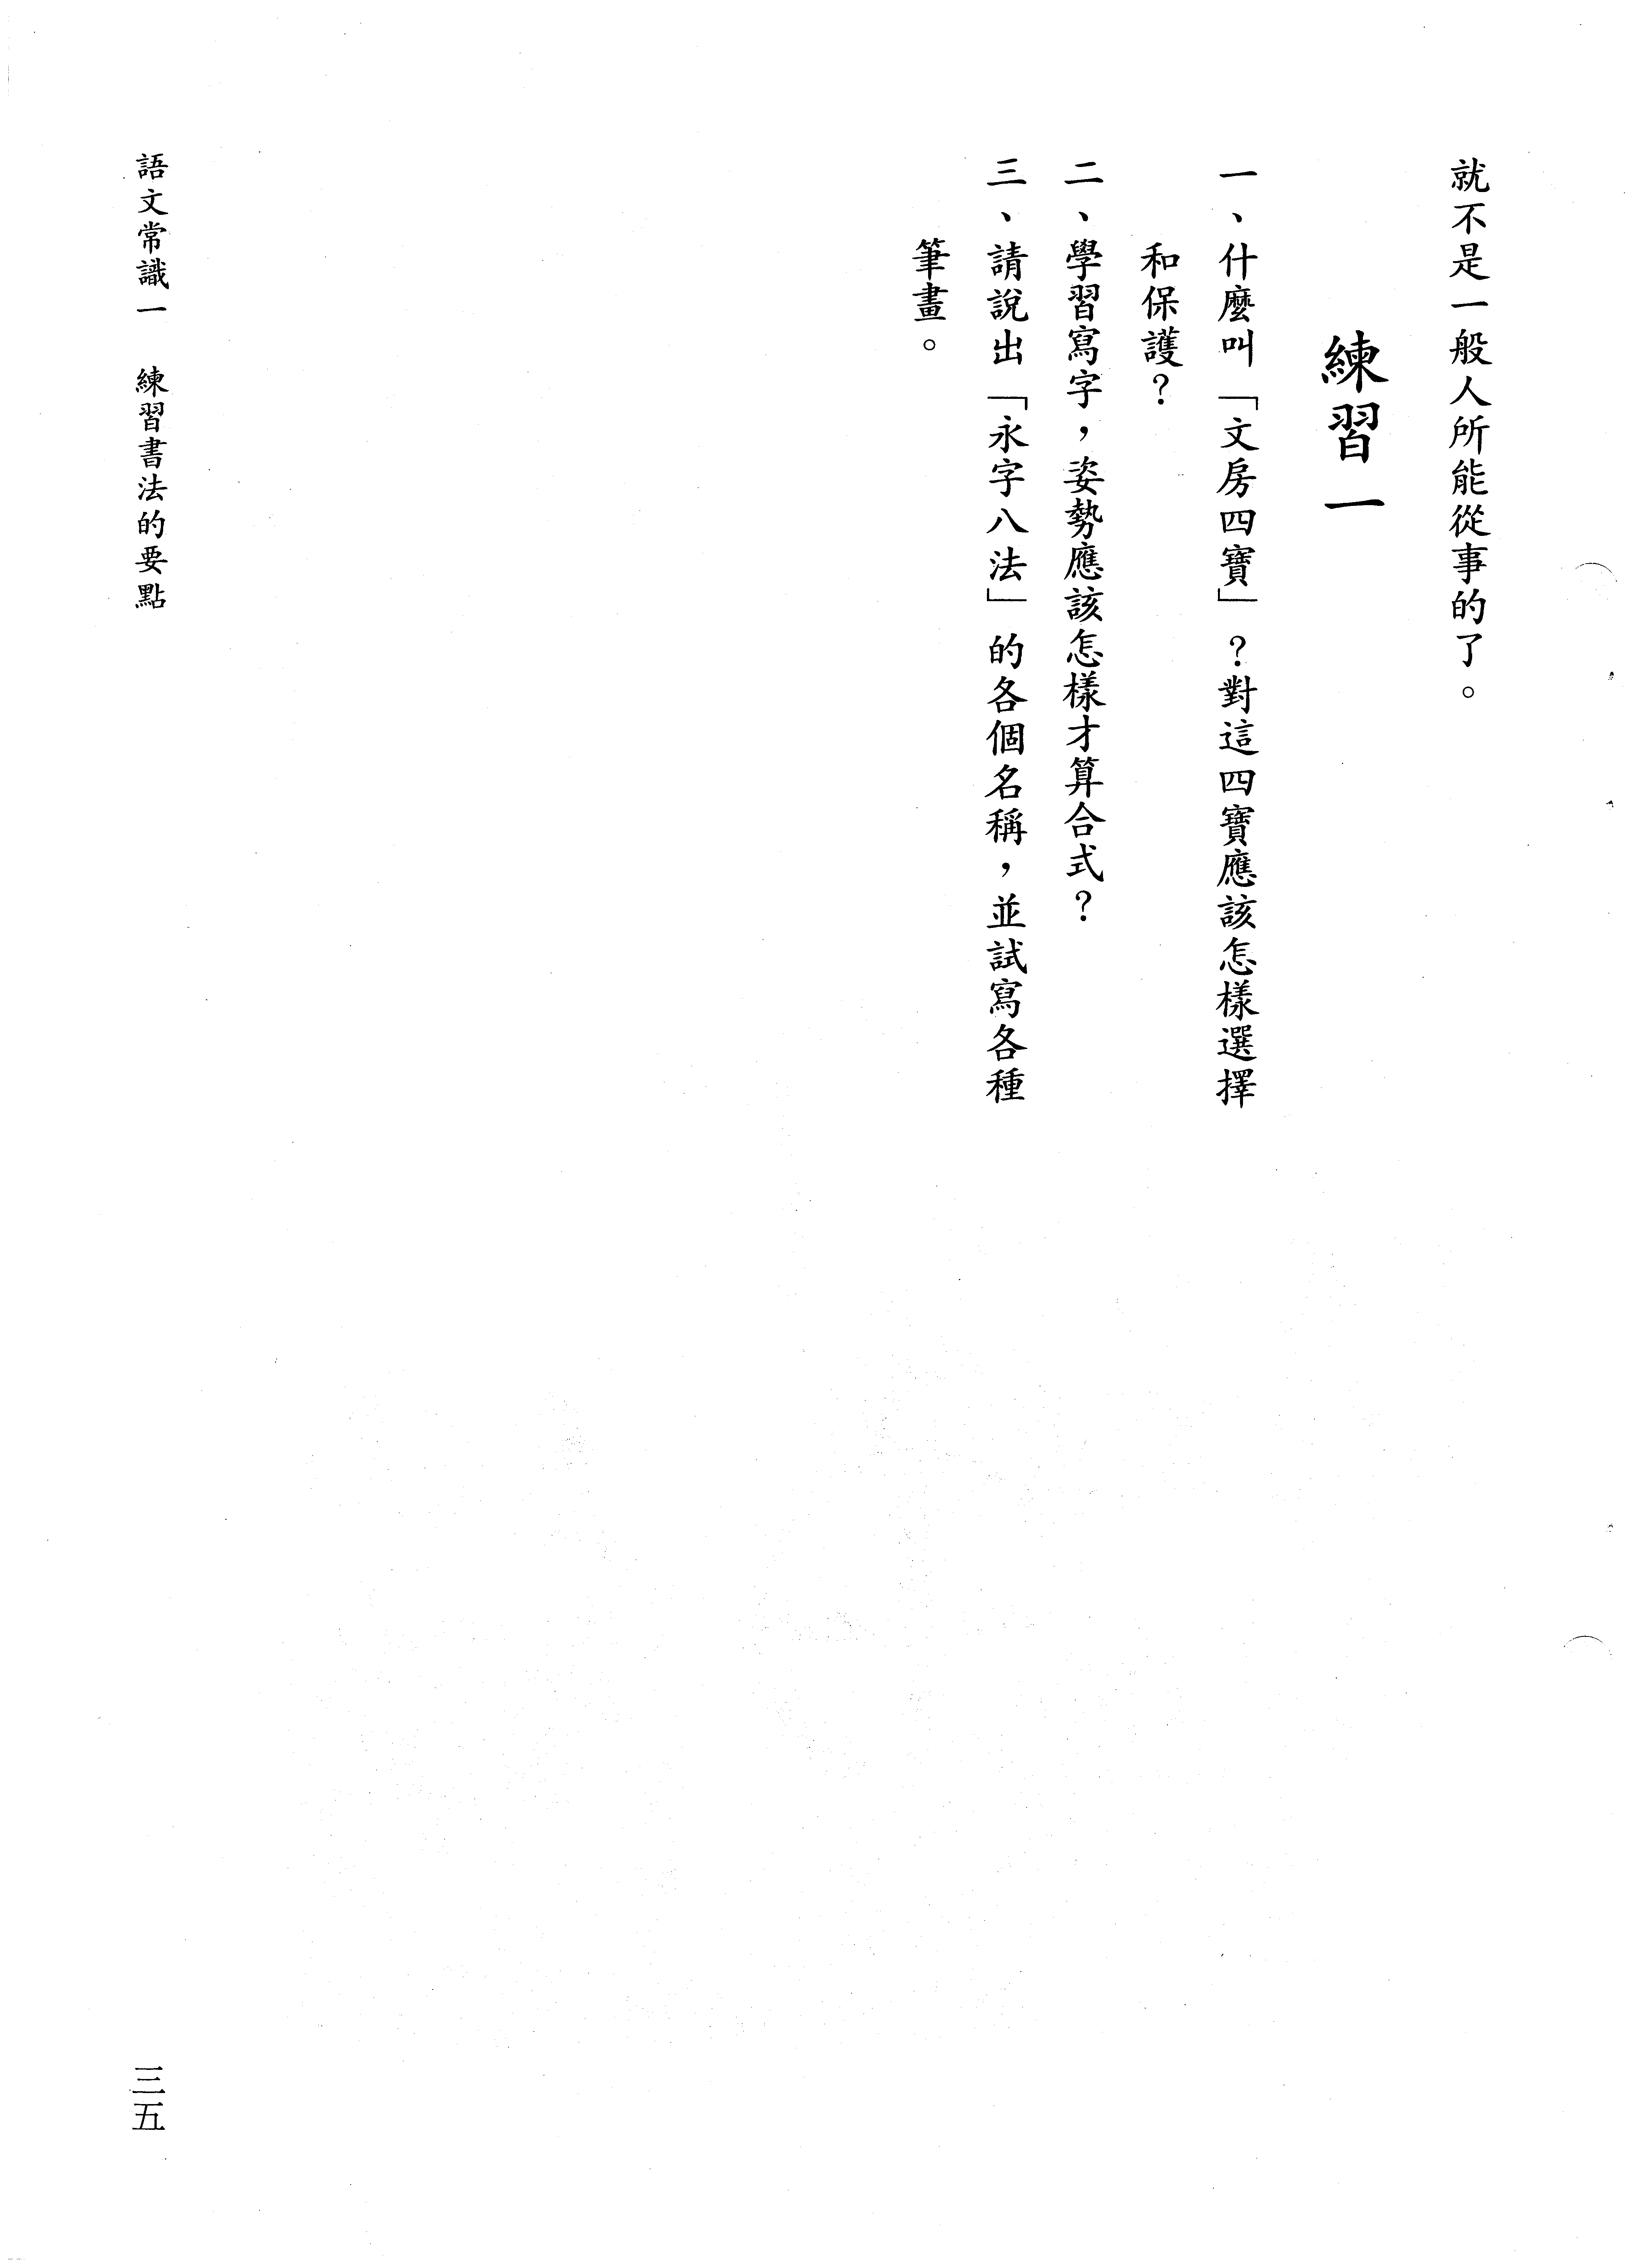 就不是一般人所能從事的了。
練習一
一、什麼叫「文房四寶」？對這四寶應該怎樣選擇
和保護？
二、學習寫字，姿勢應該怎樣才算合式？
三、請說出「永字八法」的各個名稱，並試寫各種
筆畫。
語文常識一　練習書法的要點
三五